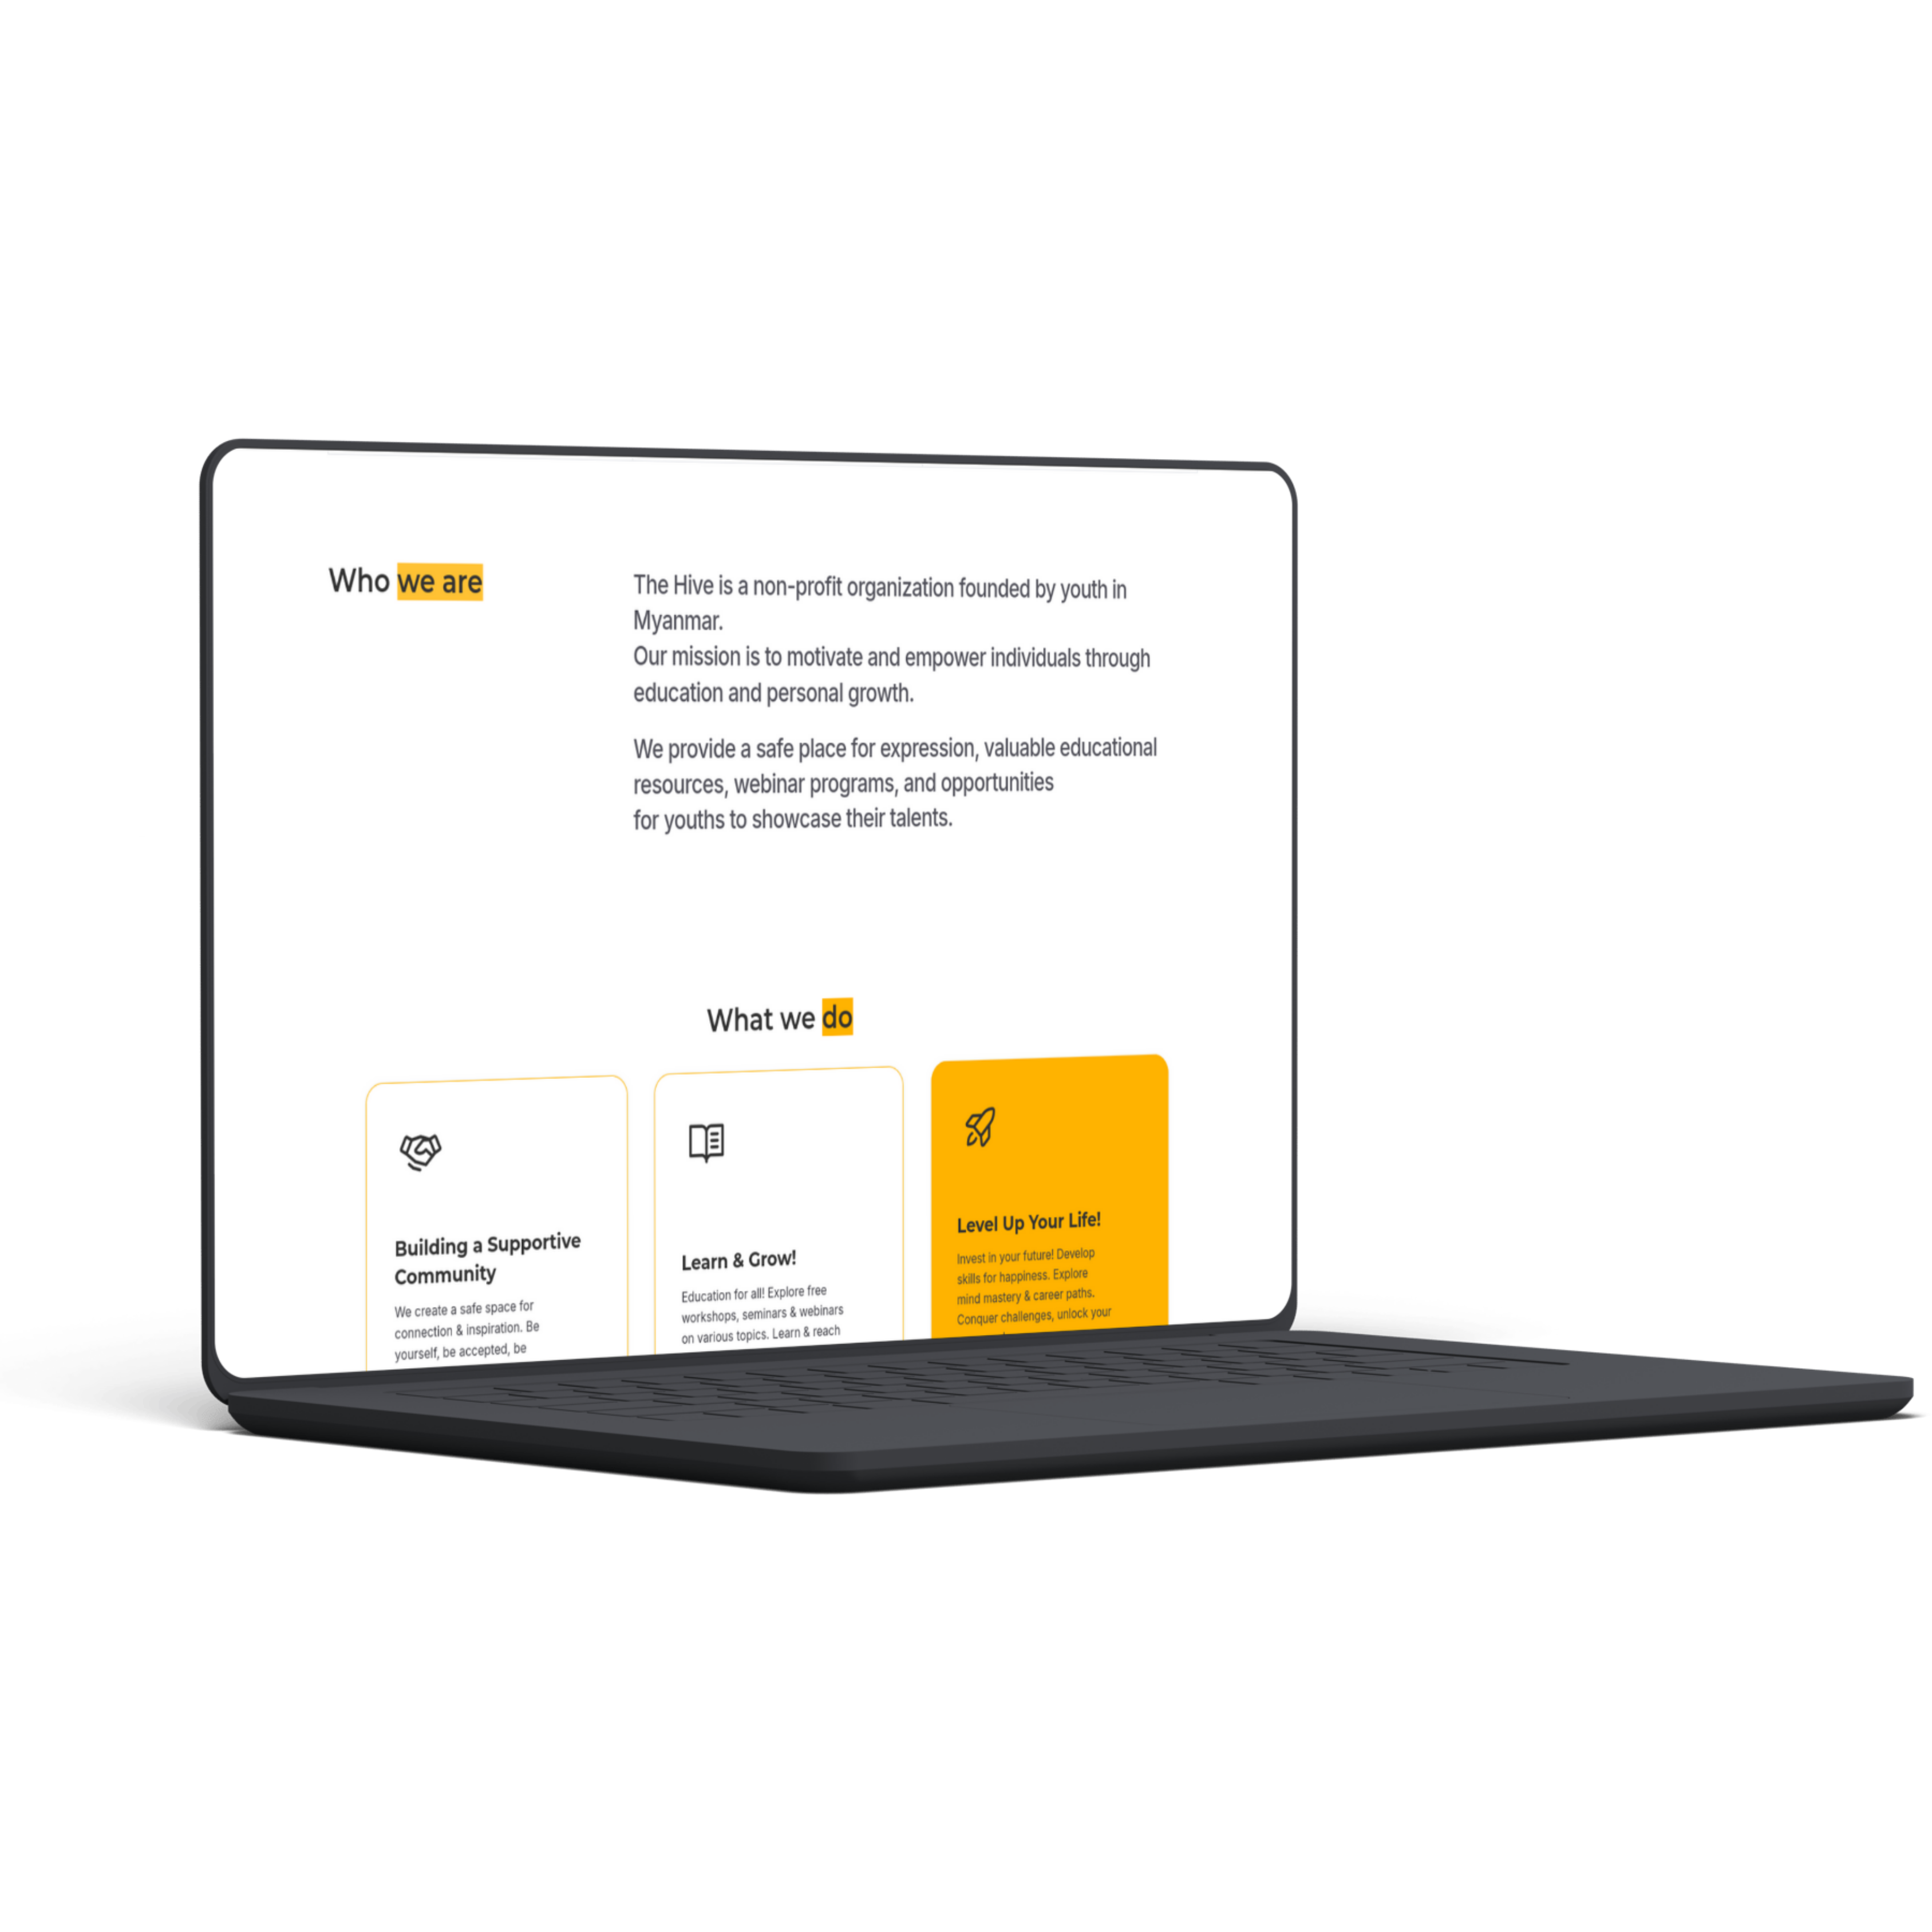 Who we are
The Hive is a non-profit organization founded by youth in
Myanmar.
Our mission is to motivate and empower individuals through
education and personal growth.
We provide a safe place for expression, valuable educational
resources, webinar programs, and opportunities
for youths to showcase their talents.
What we do
Building a Supportive
Community
We create a safe space for
connection & inspiration. Be
yourself, be accepted, be
Learn & Grow!
Education for all! Explore free
workshops, seminars & webinars
on various topics. Learn & reach
Level Up Your Life!
Invest in your future! Develop
skills for happiness. Explore
mind mastery & career paths.
Conquer challenges, unlock your